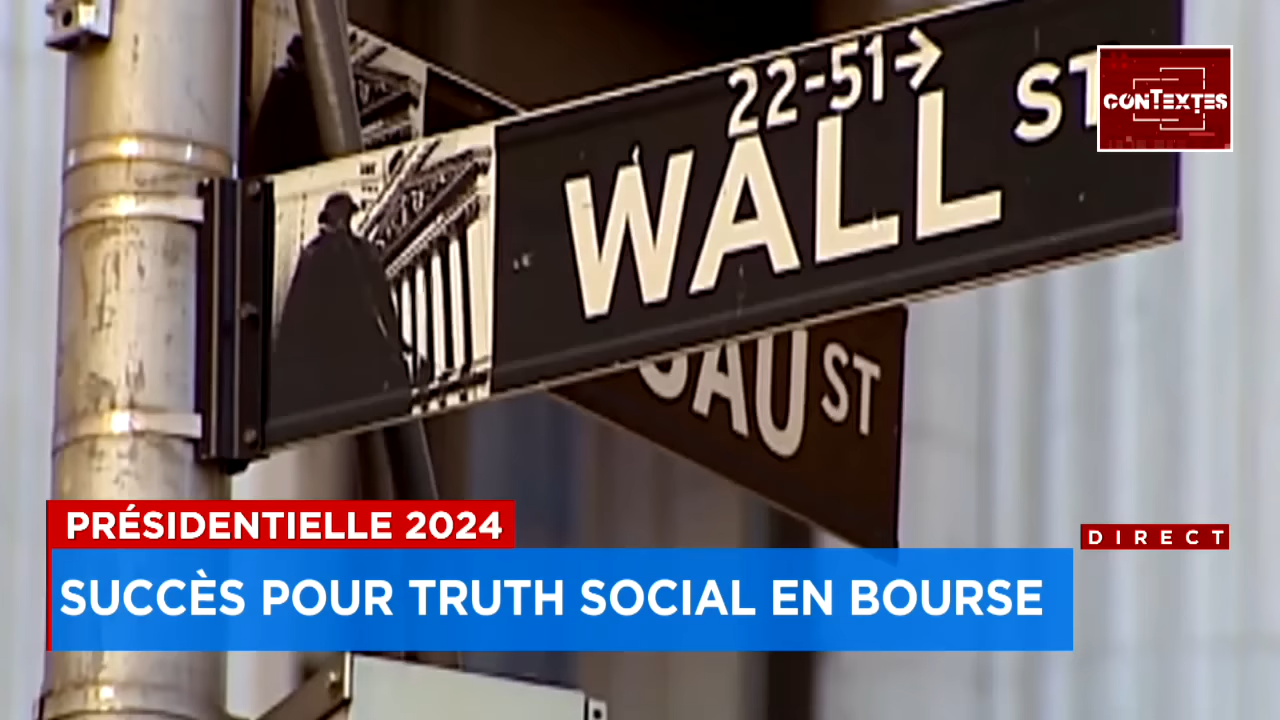 22-51→
WALL ST
ST
CONTEXTES
PRÉSIDENTIELLE 2024
DIRECT
SUCCÈS POUR TRUTH SOCIAL EN BOURSE